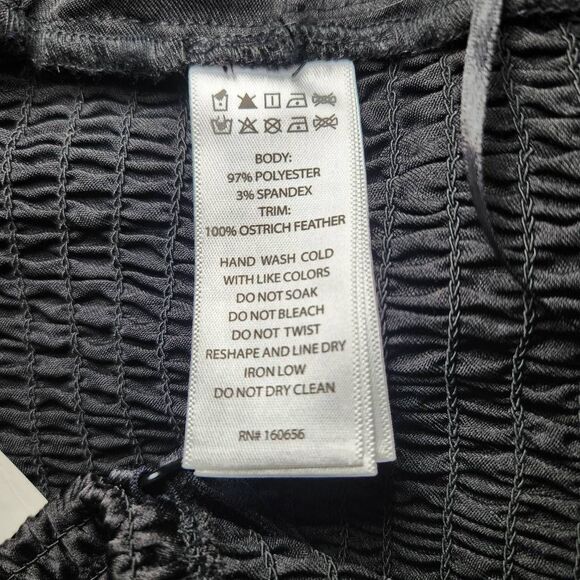 BODY:
97% POLYESTER
3% SPANDEX
TRIM:
100% OSTRICH FEATHER
HAND WASH COLD
WITH LIKE COLORS
DO NOT SOAK
DO NOT BLEACH
DO NOT TWIST
RESHAPE AND LINE DRY
IRON LOW
DO NOT DRY CLEAN
RN# 160656